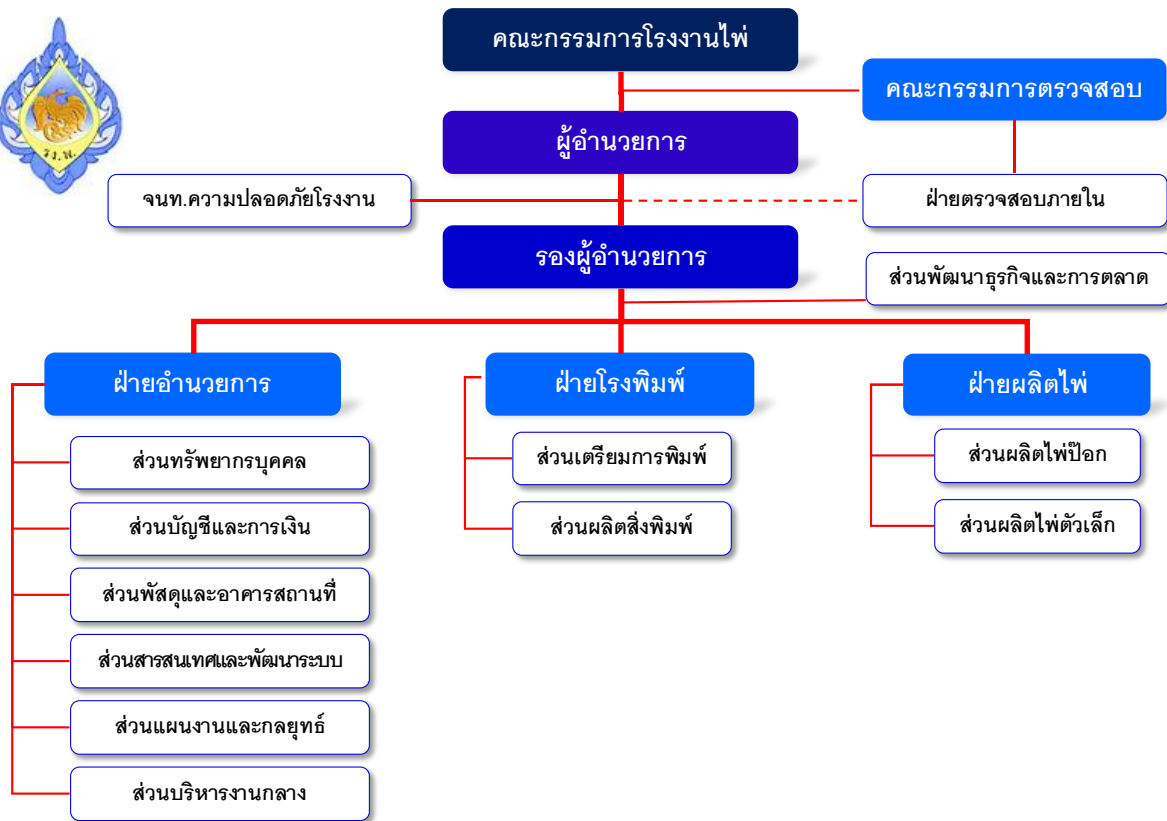 คณะกรรมการโรงงานไพ่
คณะกรรมการตรวจสอบ
ผู้อำนวยการ
รง.พ.
จนท.ความปลอดภัยโรงงาน
ฝ่ายตรวจสอบภายใน
รองผู้อำนวยการ
ส่วนพัฒนาธุรกิจและการตลาด
ฝ่ายอำนวยการ
ฝ่ายโรงพิมพ์
ฝ่ายผลิตไพ่
ส่วนทรัพยากรบุคคล
ส่วนเตรียมการพิมพ์
ส่วนผลิตไพ่ป๊อก
ส่วนบัญชีและการเงิน
ส่วนผลิตสิ่งพิมพ์
ส่วนผลิตไพ่ตัวเล็ก
ส่วนพัสดุและอาคารสถานที่
ส่วนสารสนเทศและพัฒนาระบบ
ส่วนแผนงานและกลยุทธ์
ส่วนบริหารงานกลาง